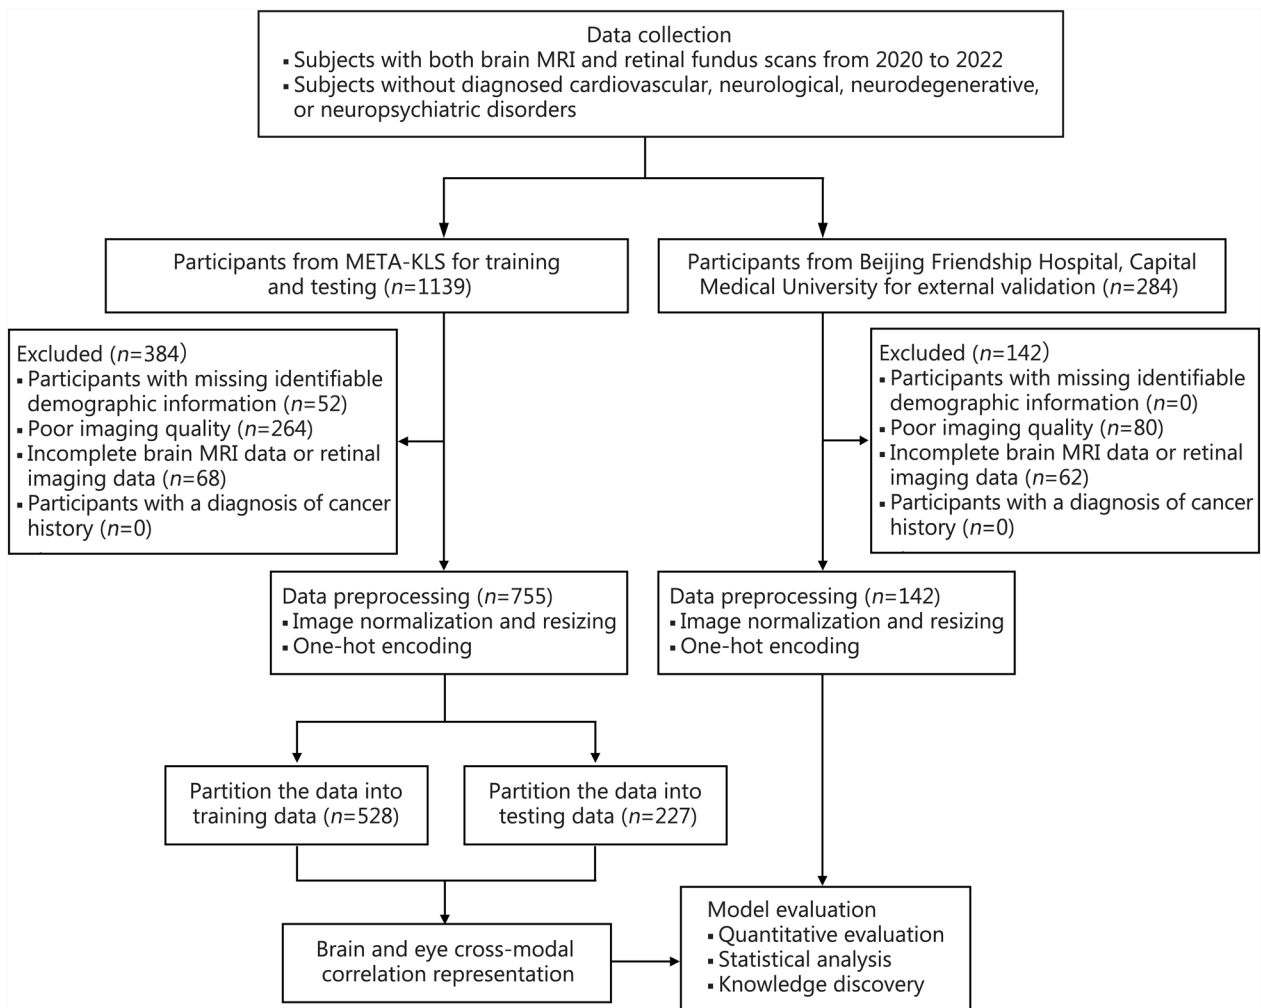 Data collection
▪ Subjects with both brain MRI and retinal fundus scans from 2020 to 2022
▪ Subjects without diagnosed cardiovascular, neurological, neurodegenerative,
or neuropsychiatric disorders
Participants from META-KLS for training
and testing (n=1139)
Participants from Beijing Friendship Hospital, Capital
Medical University for external validation (n=284)
Excluded (n=384)
▪ Participants with missing identifiable
demographic information (n=52)
▪ Poor imaging quality (n=264)
▪ Incomplete brain MRI data or retinal
imaging data (n=68)
▪ Participants with a diagnosis of cancer
history (n=0)
Excluded (n=142)
▪ Participants with missing identifiable
demographic information (n=0)
▪ Poor imaging quality (n=80)
▪ Incomplete brain MRI data or retinal
imaging data (n=62)
▪ Participants with a diagnosis of cancer
history (n=0)
Data preprocessing (n=755)
▪ Image normalization and resizing
▪ One-hot encoding
Data preprocessing (n=142)
▪ Image normalization and resizing
▪ One-hot encoding
Partition the data into
training data (n=528)
Partition the data into
testing data (n=227)
Brain and eye cross-modal
correlation representation
Model evaluation
▪ Quantitative evaluation
▪ Statistical analysis
▪ Knowledge discovery